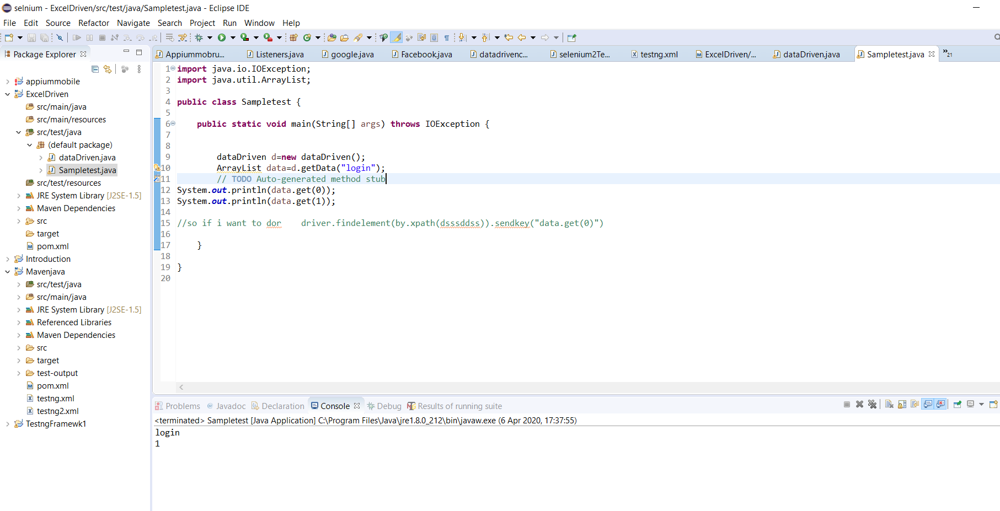 selnium - ExcelDriven/src/test/java/Sampletest.java - Eclipse IDE
File Edit Source Refactor Navigate Search Project Run Window Help
Package Explorer
Appiummobru... Listeners.java google.java Facebook.java datadrivenc... selenium2Te... testng.xml ExcelDriven/... dataDriven.java Sampletest.java »21
appiummobile
ExcelDriven
src/main/java
src/main/resources
src/test/java
(default package)
dataDriven.java
Sampletest.java
src/test/resources
JRE System Library [J2SE-1.5]
Maven Dependencies
src
target
pom.xml
Introduction
Mavenjava
src/test/java
src/main/java
JRE System Library [J2SE-1.5]
Referenced Libraries
Maven Dependencies
src
target
test-output
pom.xml
testng.xml
testng2.xml
TestngFramewk1
1 import java.io.IOException;
2 import java.util.ArrayList;
3
4 public class Sampletest {
5
6 public static void main(String[] args) throws IOException {
7
8
9 dataDriven d=new dataDriven();
10 ArrayList data=d.getData("login");
11 // TODO Auto-generated method stub
12 System.out.println(data.get(0));
13 System.out.println(data.get(1));
14
15 //so if i want to dor driver.findelement(by.xpath(dsssddss)).sendkey("data.get(0)")
16
17 }
18
19 }
20
Problems @ Javadoc Declaration Console Debug Results of running suite
<terminated> Sampletest [Java Application] C:\Program Files\Java\jre1.8.0_212\bin\javaw.exe (6 Apr 2020, 17:37:55)
login
1